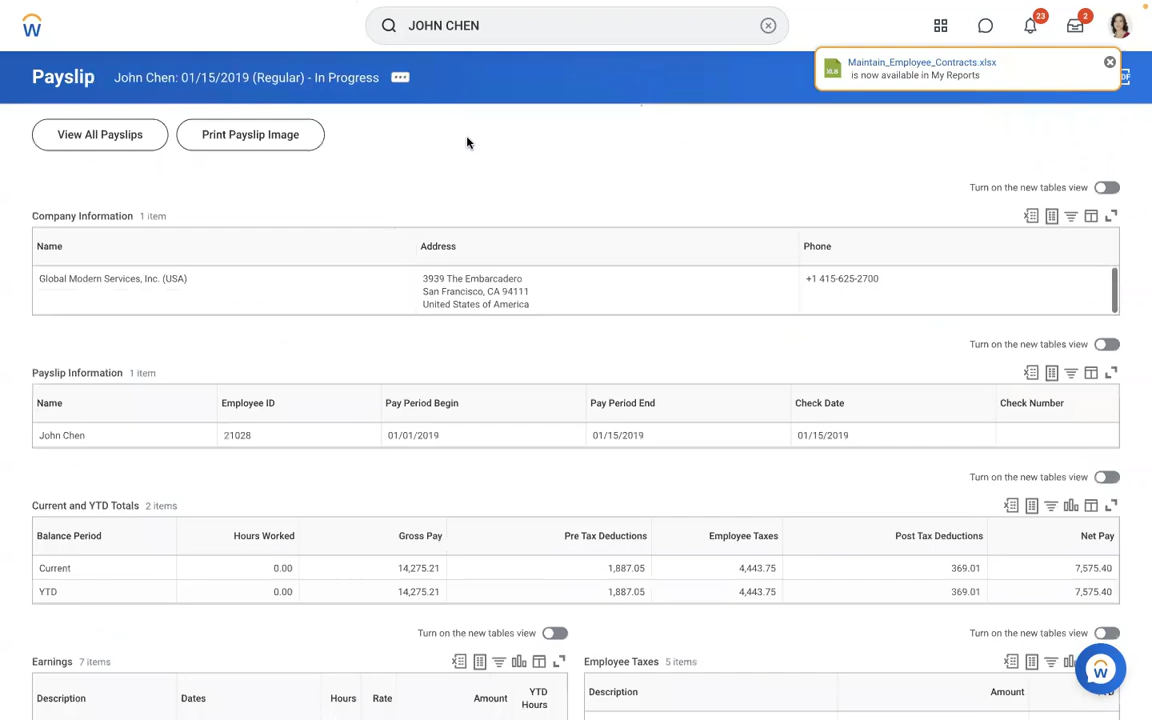 W
JOHN CHEN
23
2
Payslip
John Chen: 01/15/2019 (Regular) - In Progress
XLS
Maintain_Employee_Contracts.xlsx
is now available in My Reports
View All Payslips
Print Payslip Image
Turn on the new tables view
Company Information 1 item
Name Address Phone
Global Modern Services, Inc. (USA) 3939 The Embarcadero +1 415-625-2700
San Francisco, CA 94111
United States of America
Turn on the new tables view
Payslip Information 1 item
Name Employee ID Pay Period Begin Pay Period End Check Date Check Number
John Chen 21028 01/01/2019 01/15/2019 01/15/2019
Turn on the new tables view
Current and YTD Totals 2 items
Balance Period Hours Worked Gross Pay Pre Tax Deductions Employee Taxes Post Tax Deductions Net Pay
Current 0.00 14,275.21 1,887.05 4,443.75 369.01 7,575.40
YTD 0.00 14,275.21 1,887.05 4,443.75 369.01 7,575.40
Turn on the new tables view Turn on the new tables view
Earnings 7 items Employee Taxes 5 items
Description Dates Hours Rate Amount YTD Hours
Description Amount
W